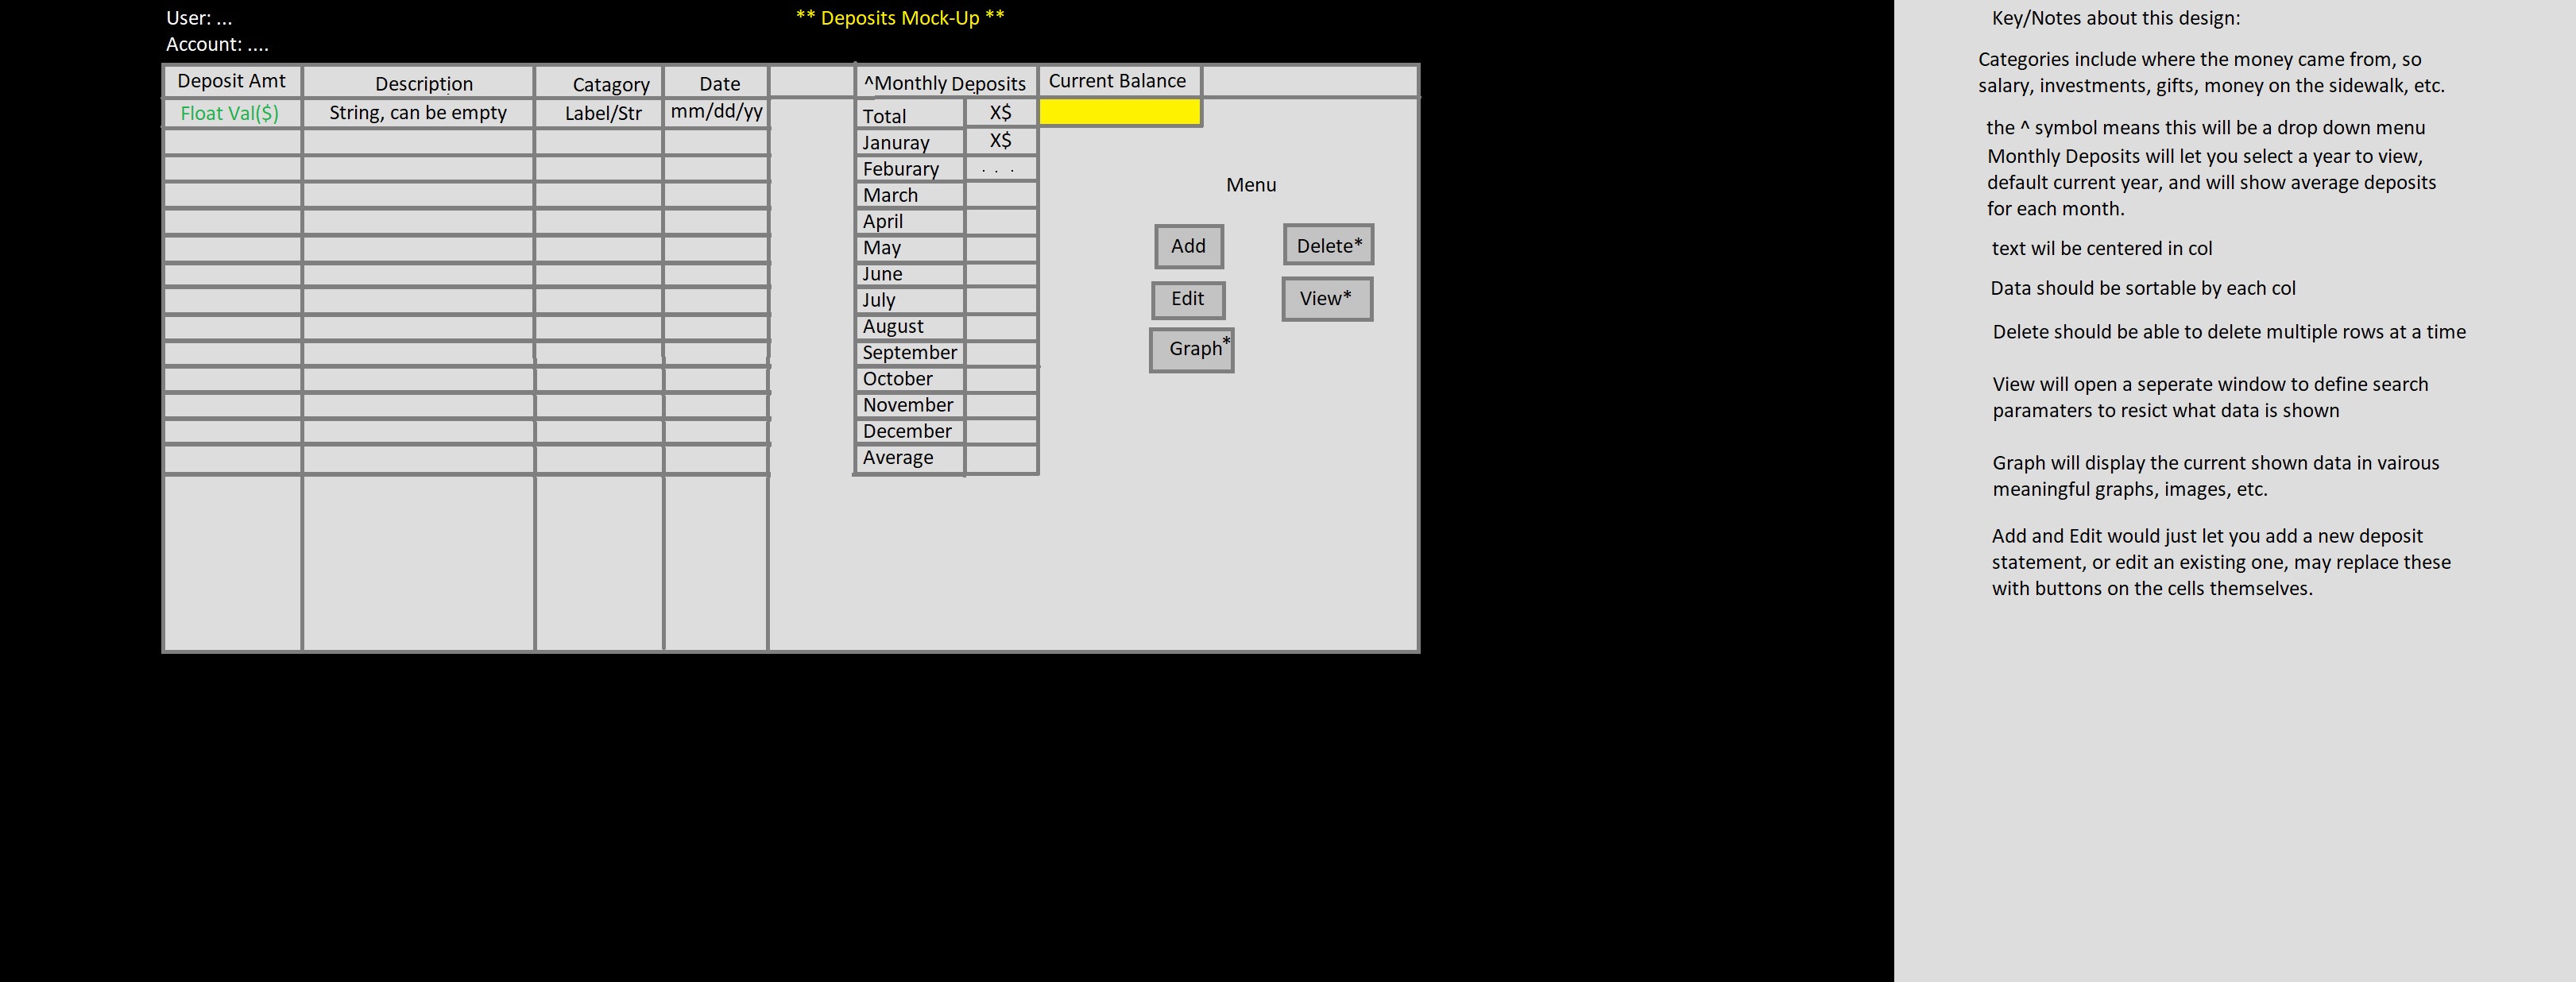 User: ...
** Deposits Mock-Up **
Account: ....
Deposit Amt Description Catagory Date ^Monthly Deposits Current Balance
Float Val($) String, can be empty Label/Str mm/dd/yy Total X$
Januray X$
Feburary . . .
March
April
May
June
July
August
September
October
November
December
Average
Menu
Add Delete*
Edit View*
Graph*
Key/Notes about this design:
Categories include where the money came from, so
salary, investments, gifts, money on the sidewalk, etc.
the ^ symbol means this will be a drop down menu
Monthly Deposits will let you select a year to view,
default current year, and will show average deposits
for each month.
text wil be centered in col
Data should be sortable by each col
Delete should be able to delete multiple rows at a time
View will open a seperate window to define search
paramaters to resict what data is shown
Graph will display the current shown data in vairous
meaningful graphs, images, etc.
Add and Edit would just let you add a new deposit
statement, or edit an existing one, may replace these
with buttons on the cells themselves.